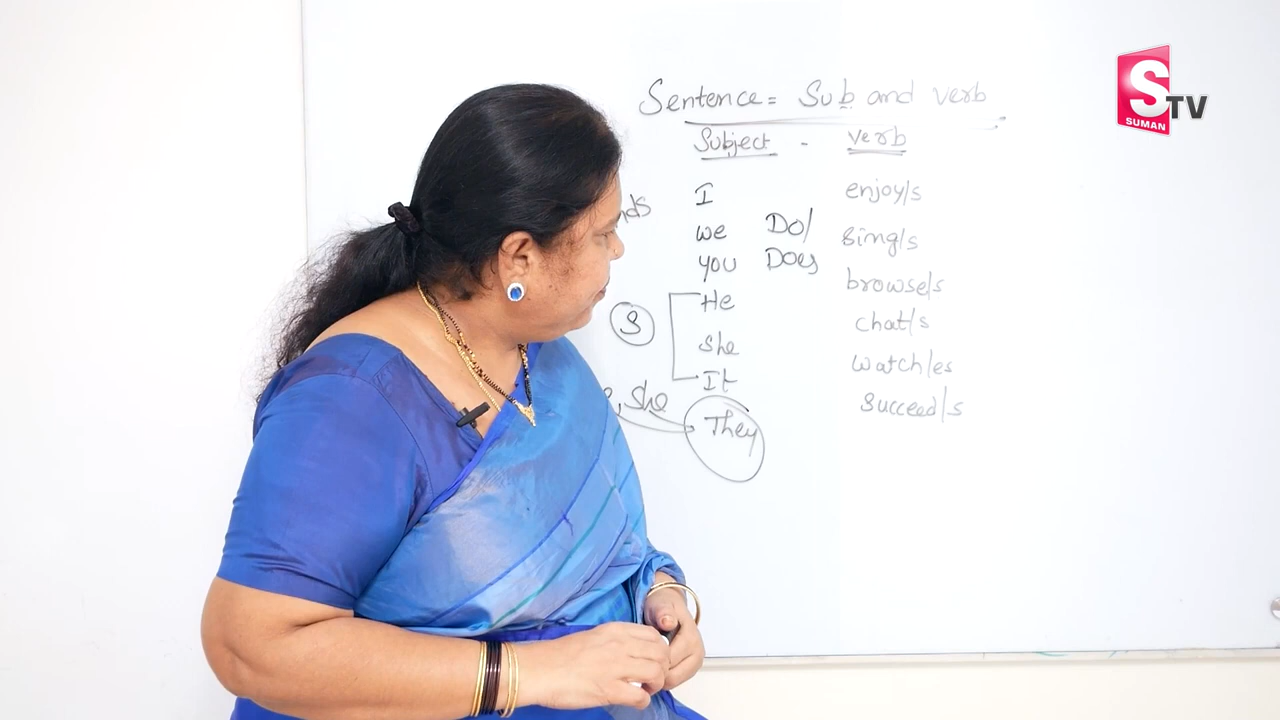 Sentence = Sub and verb
Subject - Verb
I enjoy/s
we Do/ Sing/s
you Does
He browse/s
S
She chat/s
It watch/es
, she They Succeed/s
S TV
SUMAN